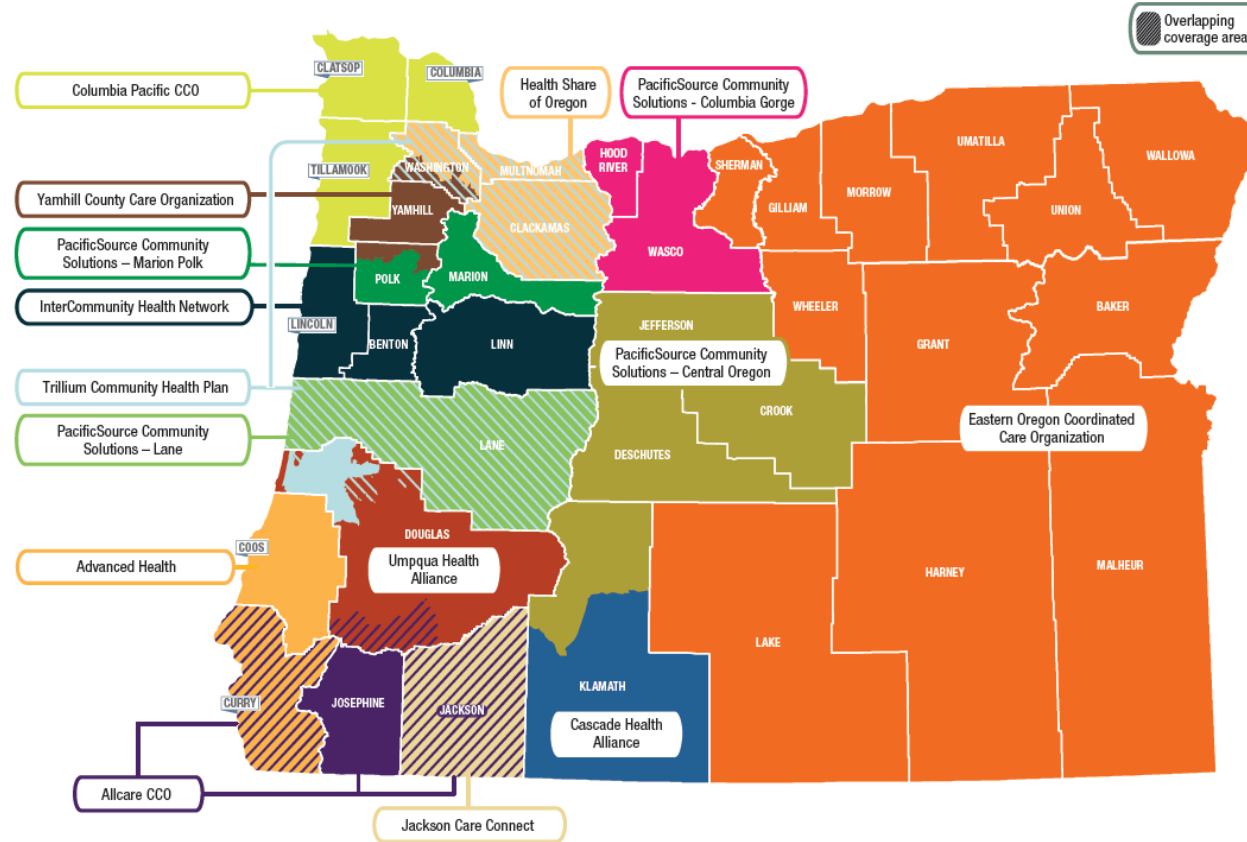 Overlapping
coverage area
CLATSOP
COLUMBIA
Columbia Pacific CCO
Health Share
of Oregon
PacificSource Community
Solutions - Columbia Gorge
UMATILLA
WALLOWA
HOOD
RIVER
SHERMAN
WASHINGTON
MULTNOMAH
TILLAMOOK
MORROW
GILLIAM
UNION
Yamhill County Care Organization
YAMHILL
CLACKAMAS
PacificSource Community
Solutions – Marion Polk
WASCO
POLK
MARION
InterCommunity Health Network
WHEELER
BAKER
LINCOLN
BENTON
LINN
JEFFERSON
GRANT
PacificSource Community
Solutions – Central Oregon
Trillium Community Health Plan
CROOK
PacificSource Community
Solutions – Lane
LANE
DESCHUTES
Eastern Oregon Coordinated
Care Organization
DOUGLAS
Umpqua Health
Alliance
COOS
Advanced Health
HARNEY
MALHEUR
LAKE
KLAMATH
CURRY
JOSEPHINE
JACKSON
Cascade Health
Alliance
Allcare CCO
Jackson Care Connect